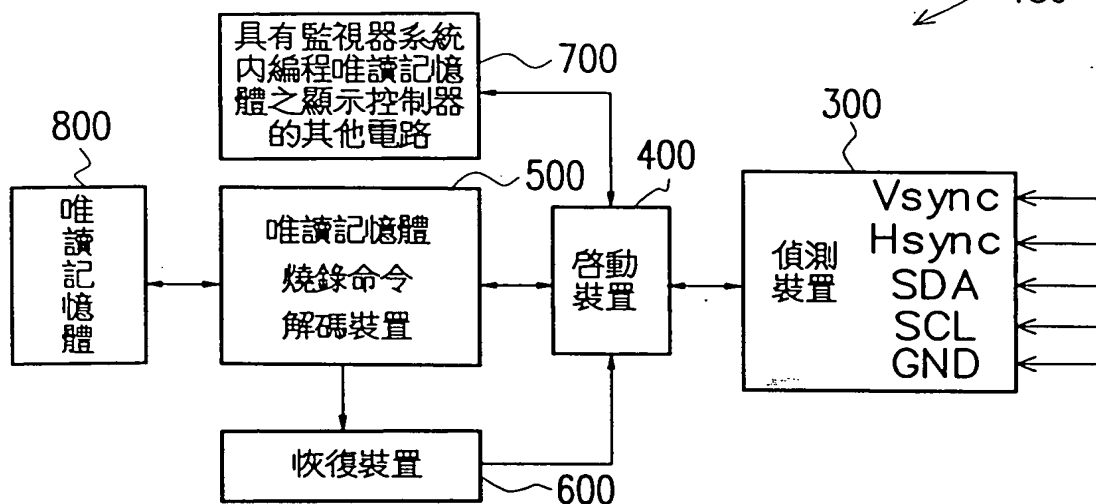 具有監視器系統
內編程唯讀記憶
體之顯示控制器
的其他電路
700
800
唯
讀
記
憶
體
500
唯讀記憶體
燒錄命令
解碼裝置
400
啓動
裝置
300
偵測
裝置
Vsync
Hsync
SDA
SCL
GND
恢復裝置
600